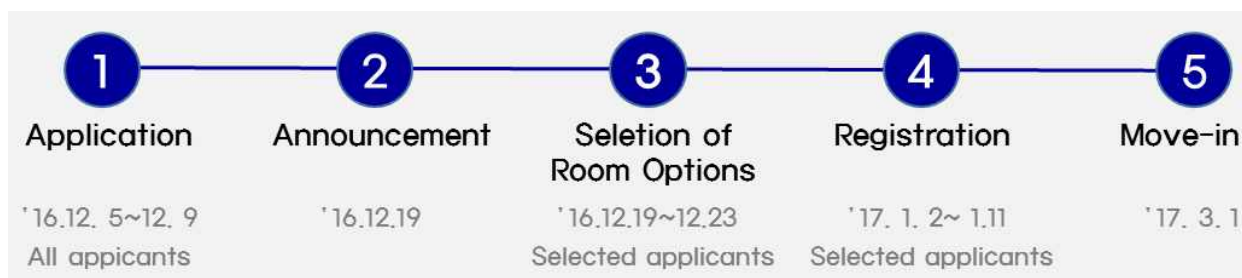 1 2 3 4 5
Application Announcement Seletion of Room Options Registration Move-in
'16.12. 5~12. 9 '16.12.19 '16.12.19~12.23 '17. 1. 2~ 1.11 '17. 3. 1
All appicants Selected applicants Selected applicants